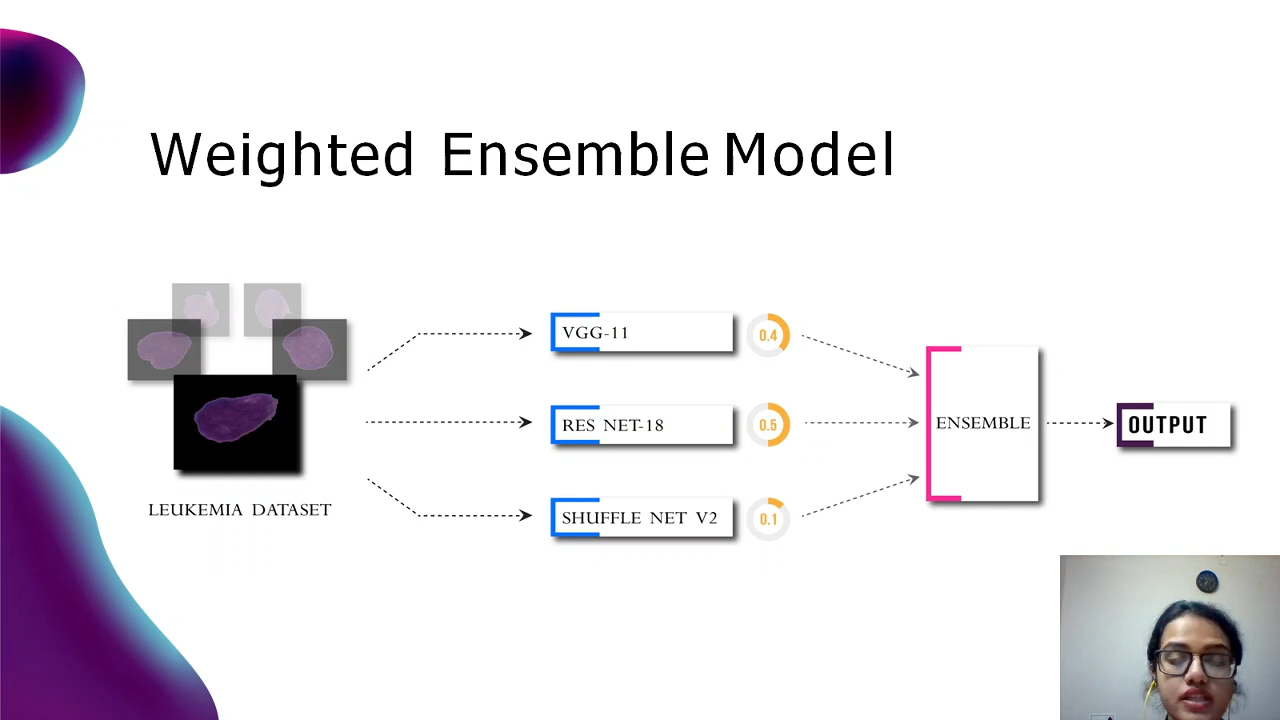 Weighted Ensemble Model
VGG-11
0.4
RES NET-18
0.5
SHUFFLE NET V2
0.1
ENSEMBLE
OUTPUT
LEUKEMIA DATASET